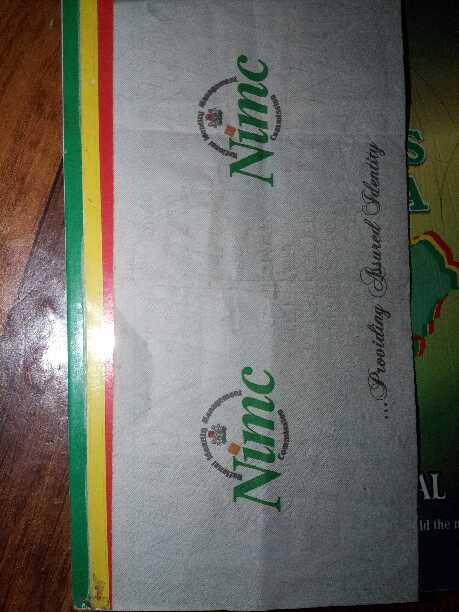 National Identity Management
Nimc
Commission
National Identity Management
Nimc
Commission
...Providing Assured Identity
AL
ld the